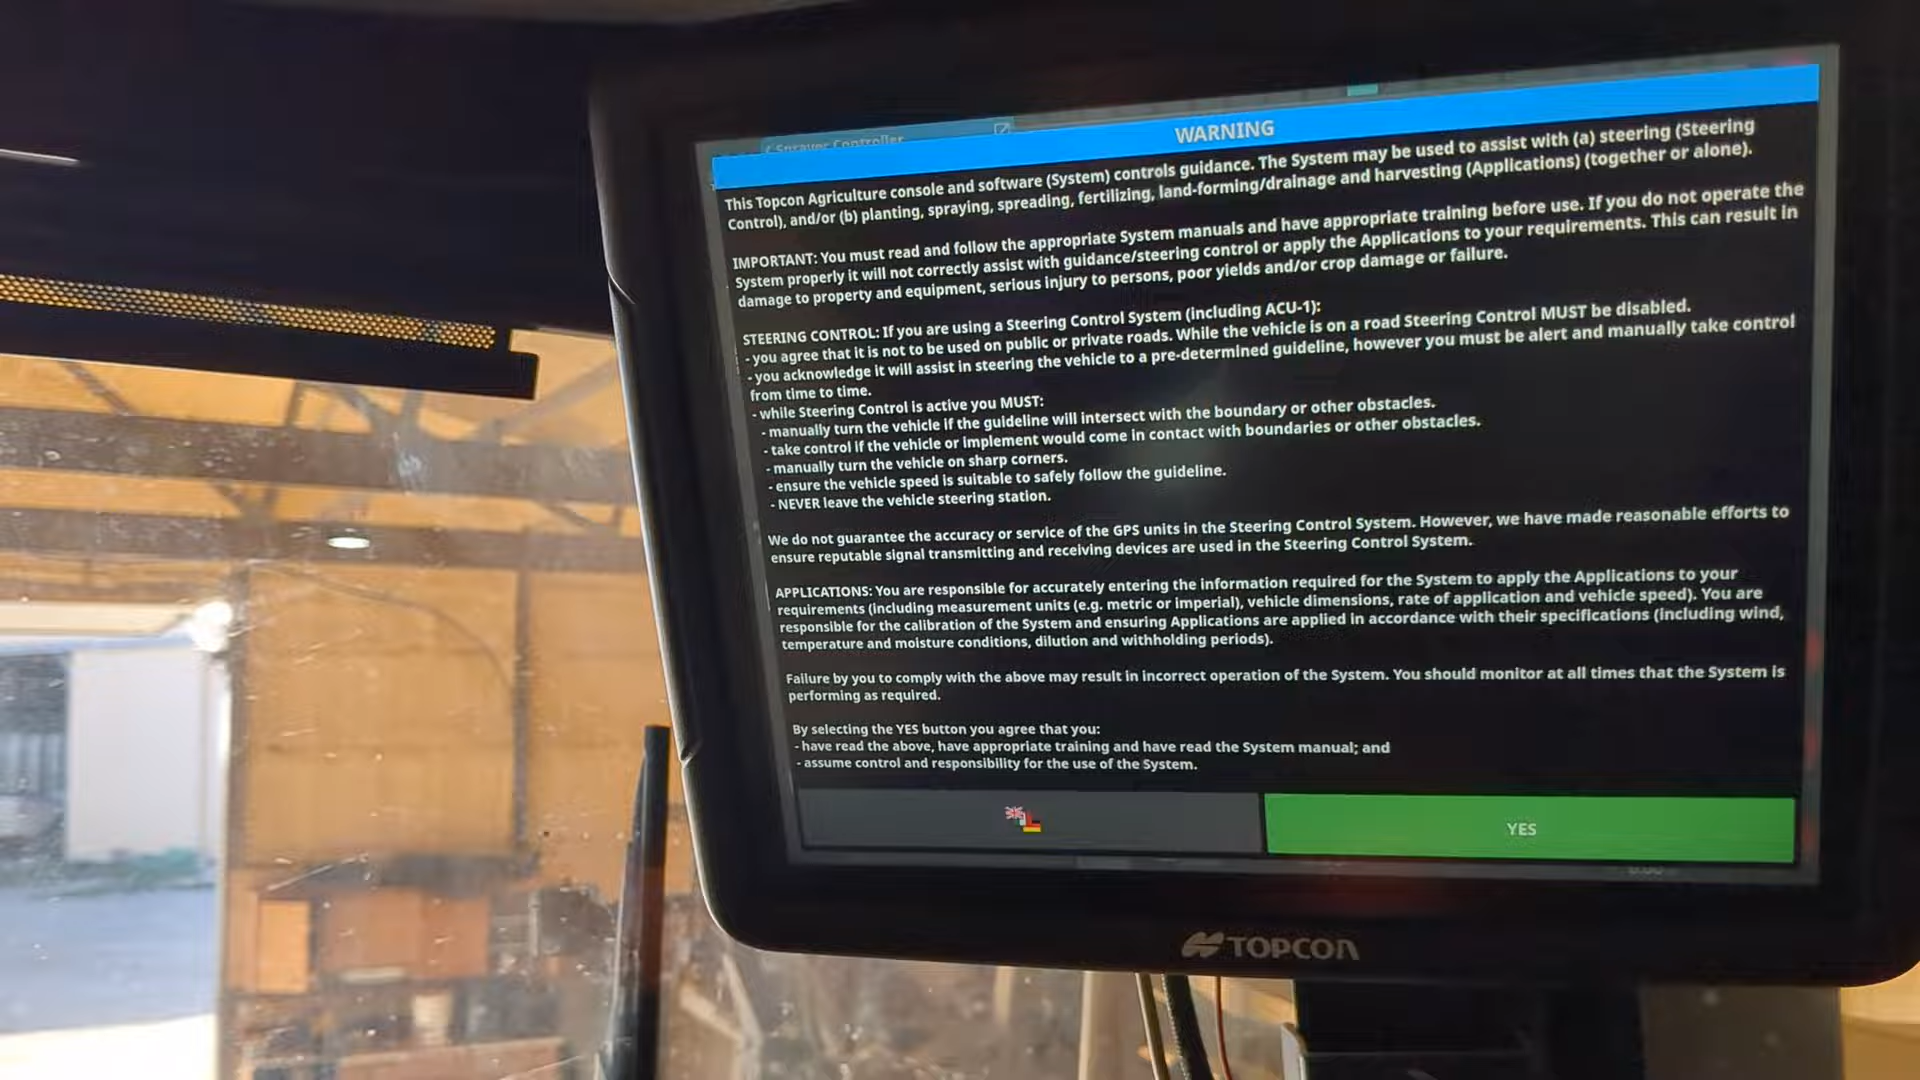 Sprayer Controller
WARNING
This Topcon Agriculture console and software (System) controls guidance. The System may be used to assist with (a) steering (Steering
Control), and/or (b) planting, spraying, spreading, fertilizing, land-forming/drainage and harvesting (Applications) (together or alone).
IMPORTANT: You must read and follow the appropriate System manuals and have appropriate training before use. If you do not operate the
System properly it will not correctly assist with guidance/steering control or apply the Applications to your requirements. This can result in
damage to property and equipment, serious injury to persons, poor yields and/or crop damage or failure.
STEERING CONTROL: If you are using a Steering Control System (including ACU-1):
- you agree that it is not to be used on public or private roads. While the vehicle is on a road Steering Control MUST be disabled.
- you acknowledge it will assist in steering the vehicle to a pre-determined guideline, however you must be alert and manually take control
from time to time.
- while Steering Control is active you MUST:
- manually turn the vehicle if the guideline will intersect with the boundary or other obstacles.
- take control if the vehicle or implement would come in contact with boundaries or other obstacles.
- manually turn the vehicle on sharp corners.
- ensure the vehicle speed is suitable to safely follow the guideline.
- NEVER leave the vehicle steering station.
We do not guarantee the accuracy or service of the GPS units in the Steering Control System. However, we have made reasonable efforts to
ensure reputable signal transmitting and receiving devices are used in the Steering Control System.
APPLICATIONS: You are responsible for accurately entering the information required for the System to apply the Applications to your
requirements (including measurement units (e.g. metric or imperial), vehicle dimensions, rate of application and vehicle speed). You are
responsible for the calibration of the System and ensuring Applications are applied in accordance with their specifications (including wind,
temperature and moisture conditions, dilution and withholding periods).
Failure by you to comply with the above may result in incorrect operation of the System. You should monitor at all times that the System is
performing as required.
By selecting the YES button you agree that you:
- have read the above, have appropriate training and have read the System manual; and
- assume control and responsibility for the use of the System.
YES
TOPCON